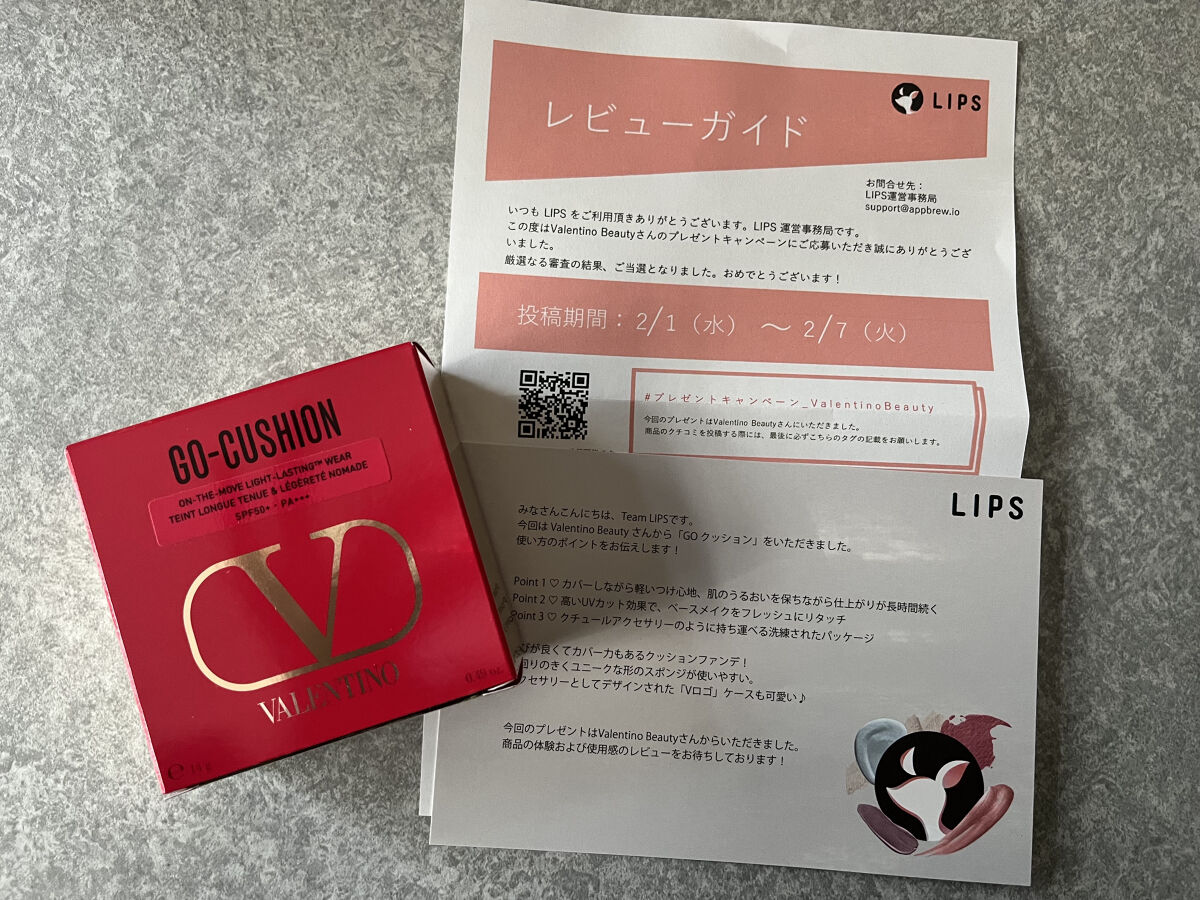 LIPS
レビューガイド
お問合せ先：
LIPS運営事務局
support@appbrew.io
いつも LIPS をご利用頂きありがとうございます。LIPS 運営事務局です。
この度はValentino Beautyさんのプレゼントキャンペーンにご応募いただき誠にありがとうござ
いました。
厳選なる審査の結果、ご当選となりました。おめでとうございます！
投稿期間： 2/1（水） 〜 2/7（火）
#プレゼントキャンペーン_ValentinoBeauty
今回のプレゼントはValentino Beautyさんにいただきました。
商品のクチコミを投稿する際には、最後に必ずこちらのタグの記載をお願いします。
GO-CUSHION
ON-THE-MOVE LIGHT-LASTING™ WEAR
TEINT LONGUE TENUE & LÉGÈRETÉ NOMADE
SPF50+ - PA+++
V
VALENTINO
0.49 oz.
℮ 14 g
LIPS
みなさんこんにちは、Team LIPSです。
今回は Valentino Beauty さんから「GO クッション」をいただきました。
使い方のポイントをお伝えします！
Point 1 ♡ カバーしながら軽いつけ心地、肌のうるおいを保ちながら仕上がりが長時間続く
Point 2 ♡ 高いUVカット効果で、ベースメイクをフレッシュにリタッチ
Point 3 ♡ クチュールアクセサリーのように持ち運べる洗練されたパッケージ
びが良くてカバー力もあるクッションファンデ！
回りのきくユニークな形のスポンジが使いやすい。
クセサリーとしてデザインされた「Vロゴ」ケースも可愛い♪
今回のプレゼントはValentino Beautyさんからいただきました。
商品の体験および使用感のレビューをお待ちしております！